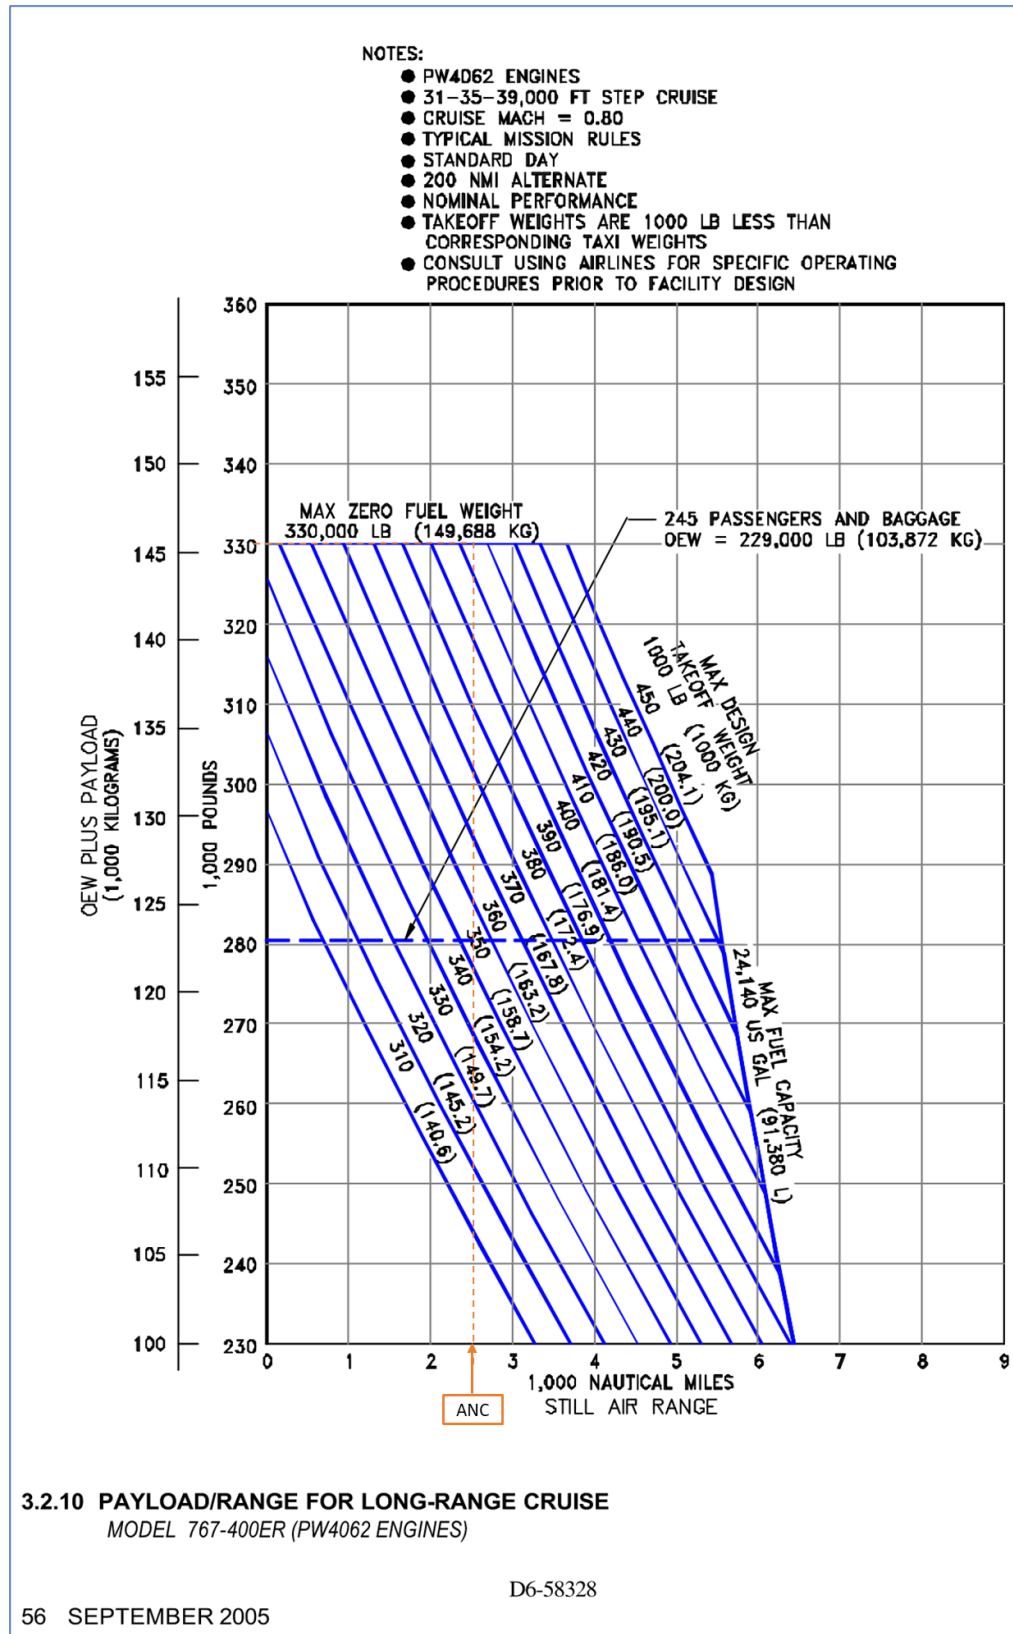 NOTES:
● PW4D62 ENGINES
● 31-35-39,000 FT STEP CRUISE
● CRUISE MACH = 0.80
● TYPICAL MISSION RULES
● STANDARD DAY
● 200 NMI ALTERNATE
● NOMINAL PERFORMANCE
● TAKEOFF WEIGHTS ARE 1000 LB LESS THAN
CORRESPONDING TAXI WEIGHTS
● CONSULT USING AIRLINES FOR SPECIFIC OPERATING
PROCEDURES PRIOR TO FACILITY DESIGN
OEW PLUS PAYLOAD
(1,000 KILOGRAMS)
155
150
145
140
135
130
125
120
115
110
105
100
1,000 POUNDS
360
350
340
330
320
310
300
290
280
270
260
250
240
230
MAX ZERO FUEL WEIGHT
330,000 LB (149,688 KG)
245 PASSENGERS AND BAGGAGE
OEW = 229,000 LB (103,872 KG)
MAX DESIGN
TAKEOFF WEIGHT
1000 LB (1000 KG)
450 (204.1)
440 (200.0)
430 (195.1)
420 (190.5)
410 (186.0)
400 (181.4)
390 (176.9)
380 (172.4)
370 (167.8)
360 (163.2)
350 (158.7)
340 (154.2)
330 (149.7)
320 (145.2)
310 (140.6)
MAX FUEL CAPACITY
24,140 US GAL (91,380 L)
0 1 2 3 4 5 6 7 8 9
1,000 NAUTICAL MILES
STILL AIR RANGE
ANC
3.2.10 PAYLOAD/RANGE FOR LONG-RANGE CRUISE
MODEL 767-400ER (PW4062 ENGINES)
D6-58328
56 SEPTEMBER 2005